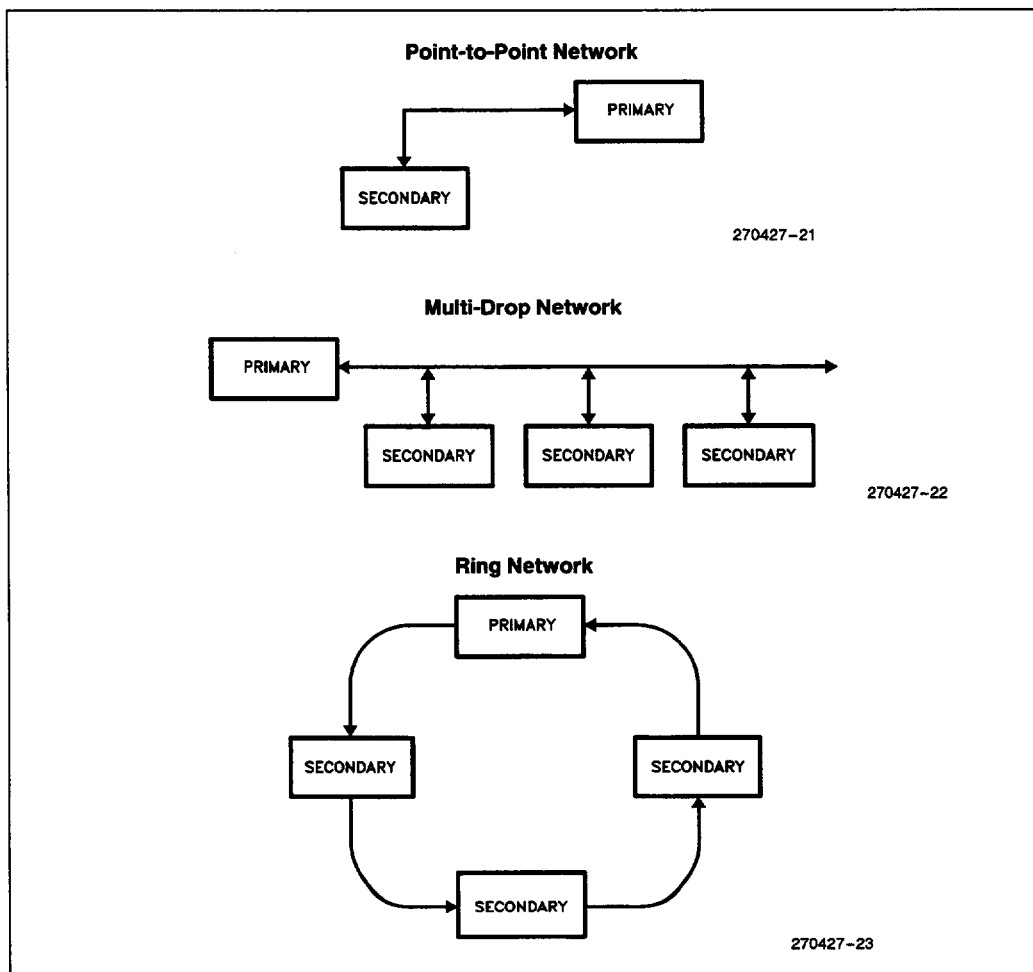 Point-to-Point Network
PRIMARY
SECONDARY
270427-21
Multi-Drop Network
PRIMARY
SECONDARY
SECONDARY
SECONDARY
270427-22
Ring Network
PRIMARY
SECONDARY
SECONDARY
SECONDARY
270427-23